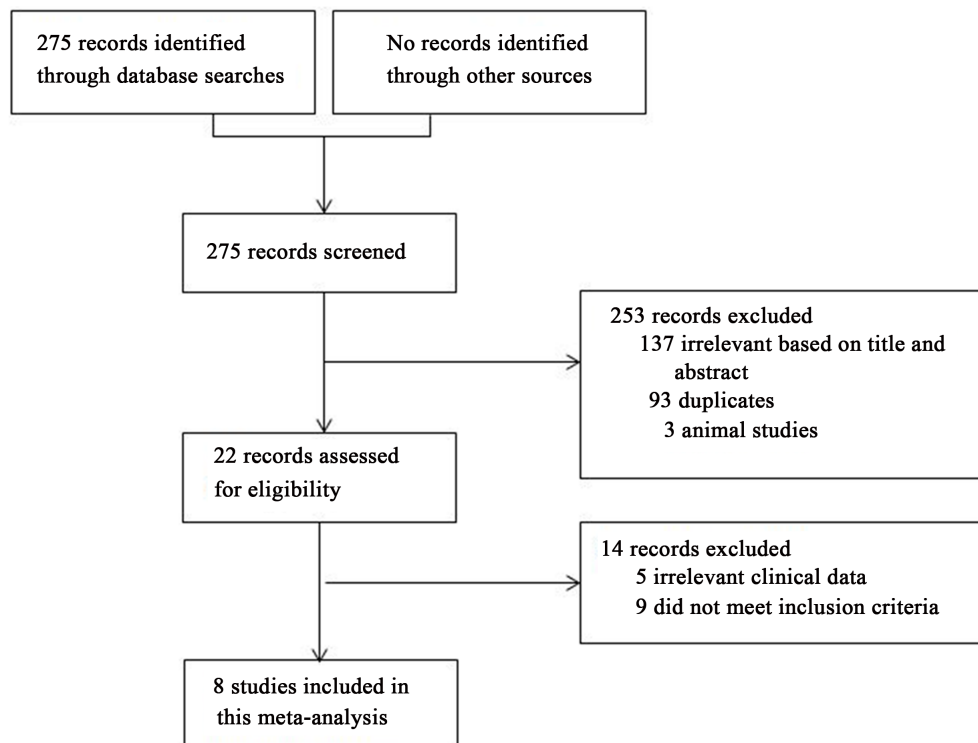 275 records identified
through database searches
No records identified
through other sources
275 records screened
253 records excluded
137 irrelevant based on title and
abstract
93 duplicates
3 animal studies
22 records assessed
for eligibility
14 records excluded
5 irrelevant clinical data
9 did not meet inclusion criteria
8 studies included in
this meta-analysis